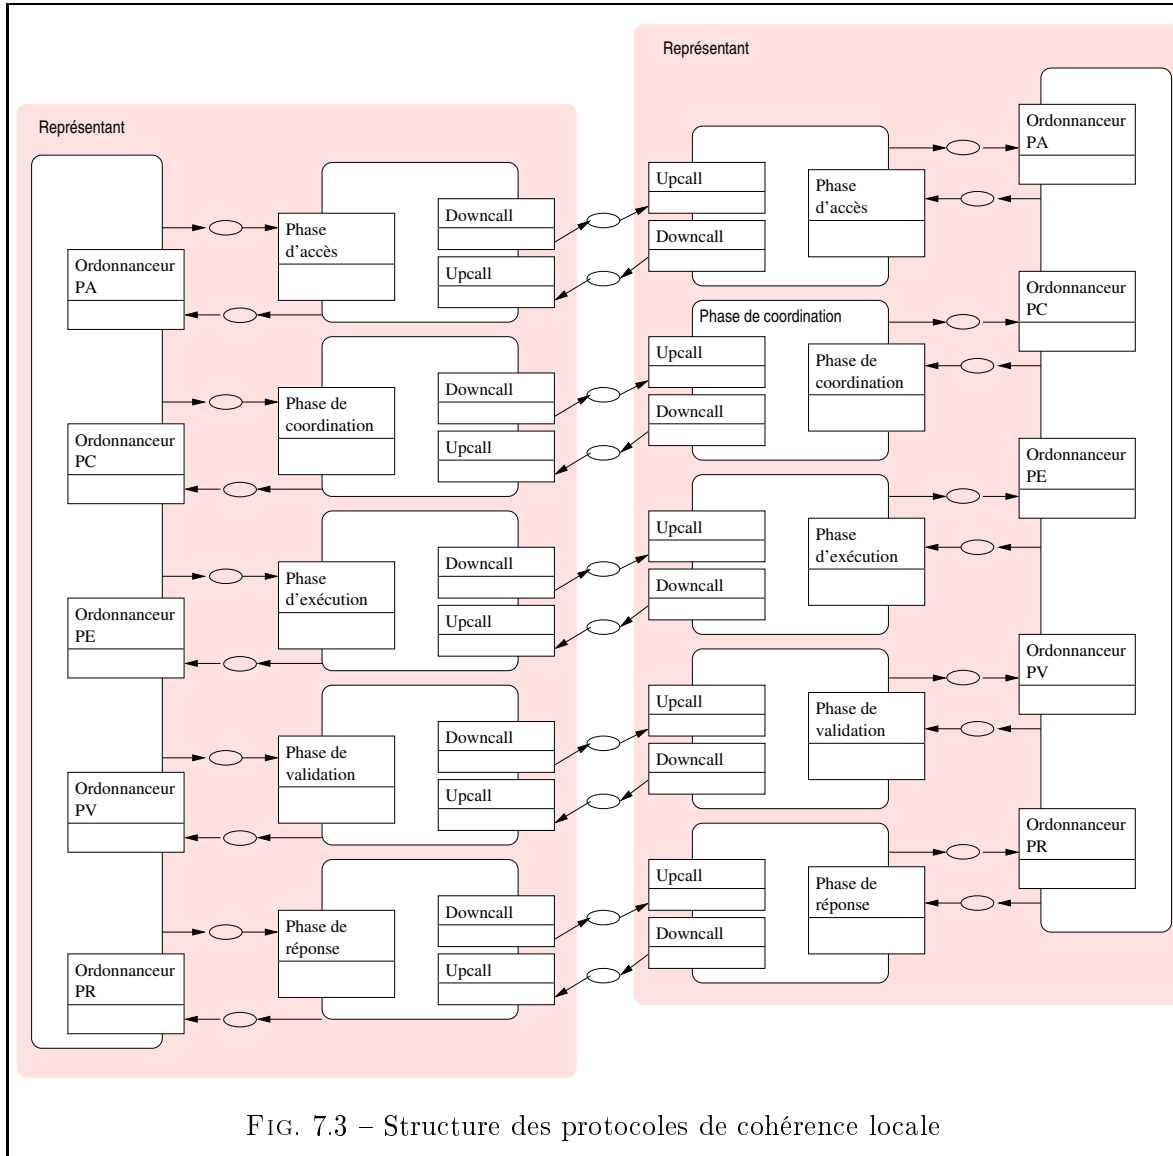 Représentant
Ordonnanceur
PA
Phase
d'accès
Downcall
Upcall
Ordonnanceur
PC
Phase de
coordination
Downcall
Upcall
Ordonnanceur
PE
Phase
d'exécution
Downcall
Upcall
Ordonnanceur
PV
Phase de
validation
Downcall
Upcall
Ordonnanceur
PR
Phase de
réponse
Downcall
Upcall
Représentant
Upcall
Downcall
Phase
d'accès
Ordonnanceur
PA
Phase de coordination
Upcall
Downcall
Phase de
coordination
Ordonnanceur
PC
Upcall
Downcall
Phase
d'exécution
Ordonnanceur
PE
Upcall
Downcall
Phase de
validation
Ordonnanceur
PV
Upcall
Downcall
Phase de
réponse
Ordonnanceur
PR
FIG. 7.3 – Structure des protocoles de cohérence locale